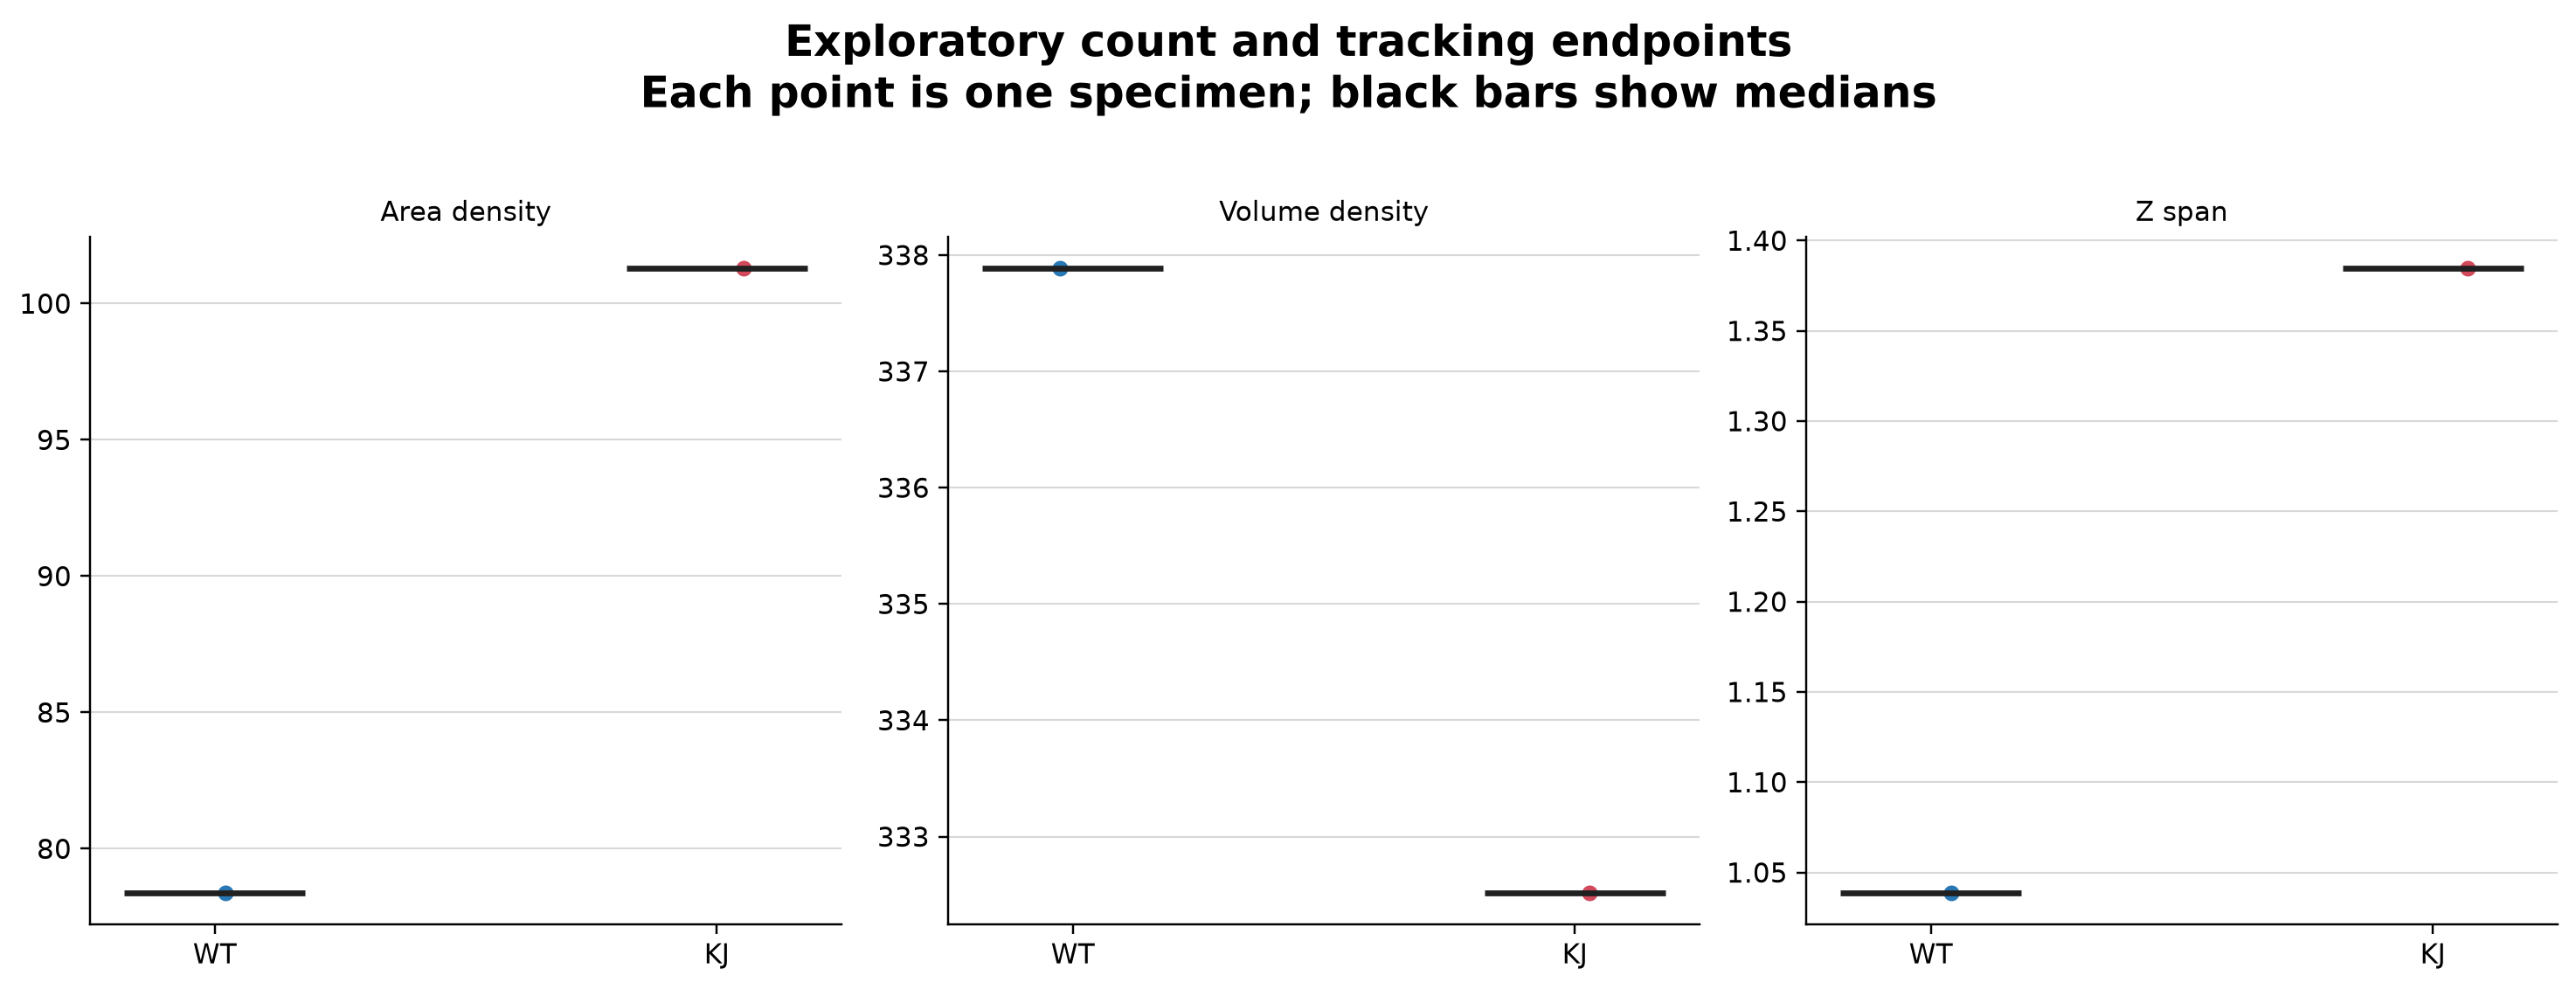 Exploratory count and tracking endpoints
Each point is one specimen; black bars show medians
Area density
100
95
90
85
80
WT
KJ
Volume density
338
337
336
335
334
333
WT
KJ
Z span
1.40
1.35
1.30
1.25
1.20
1.15
1.10
1.05
WT
KJ